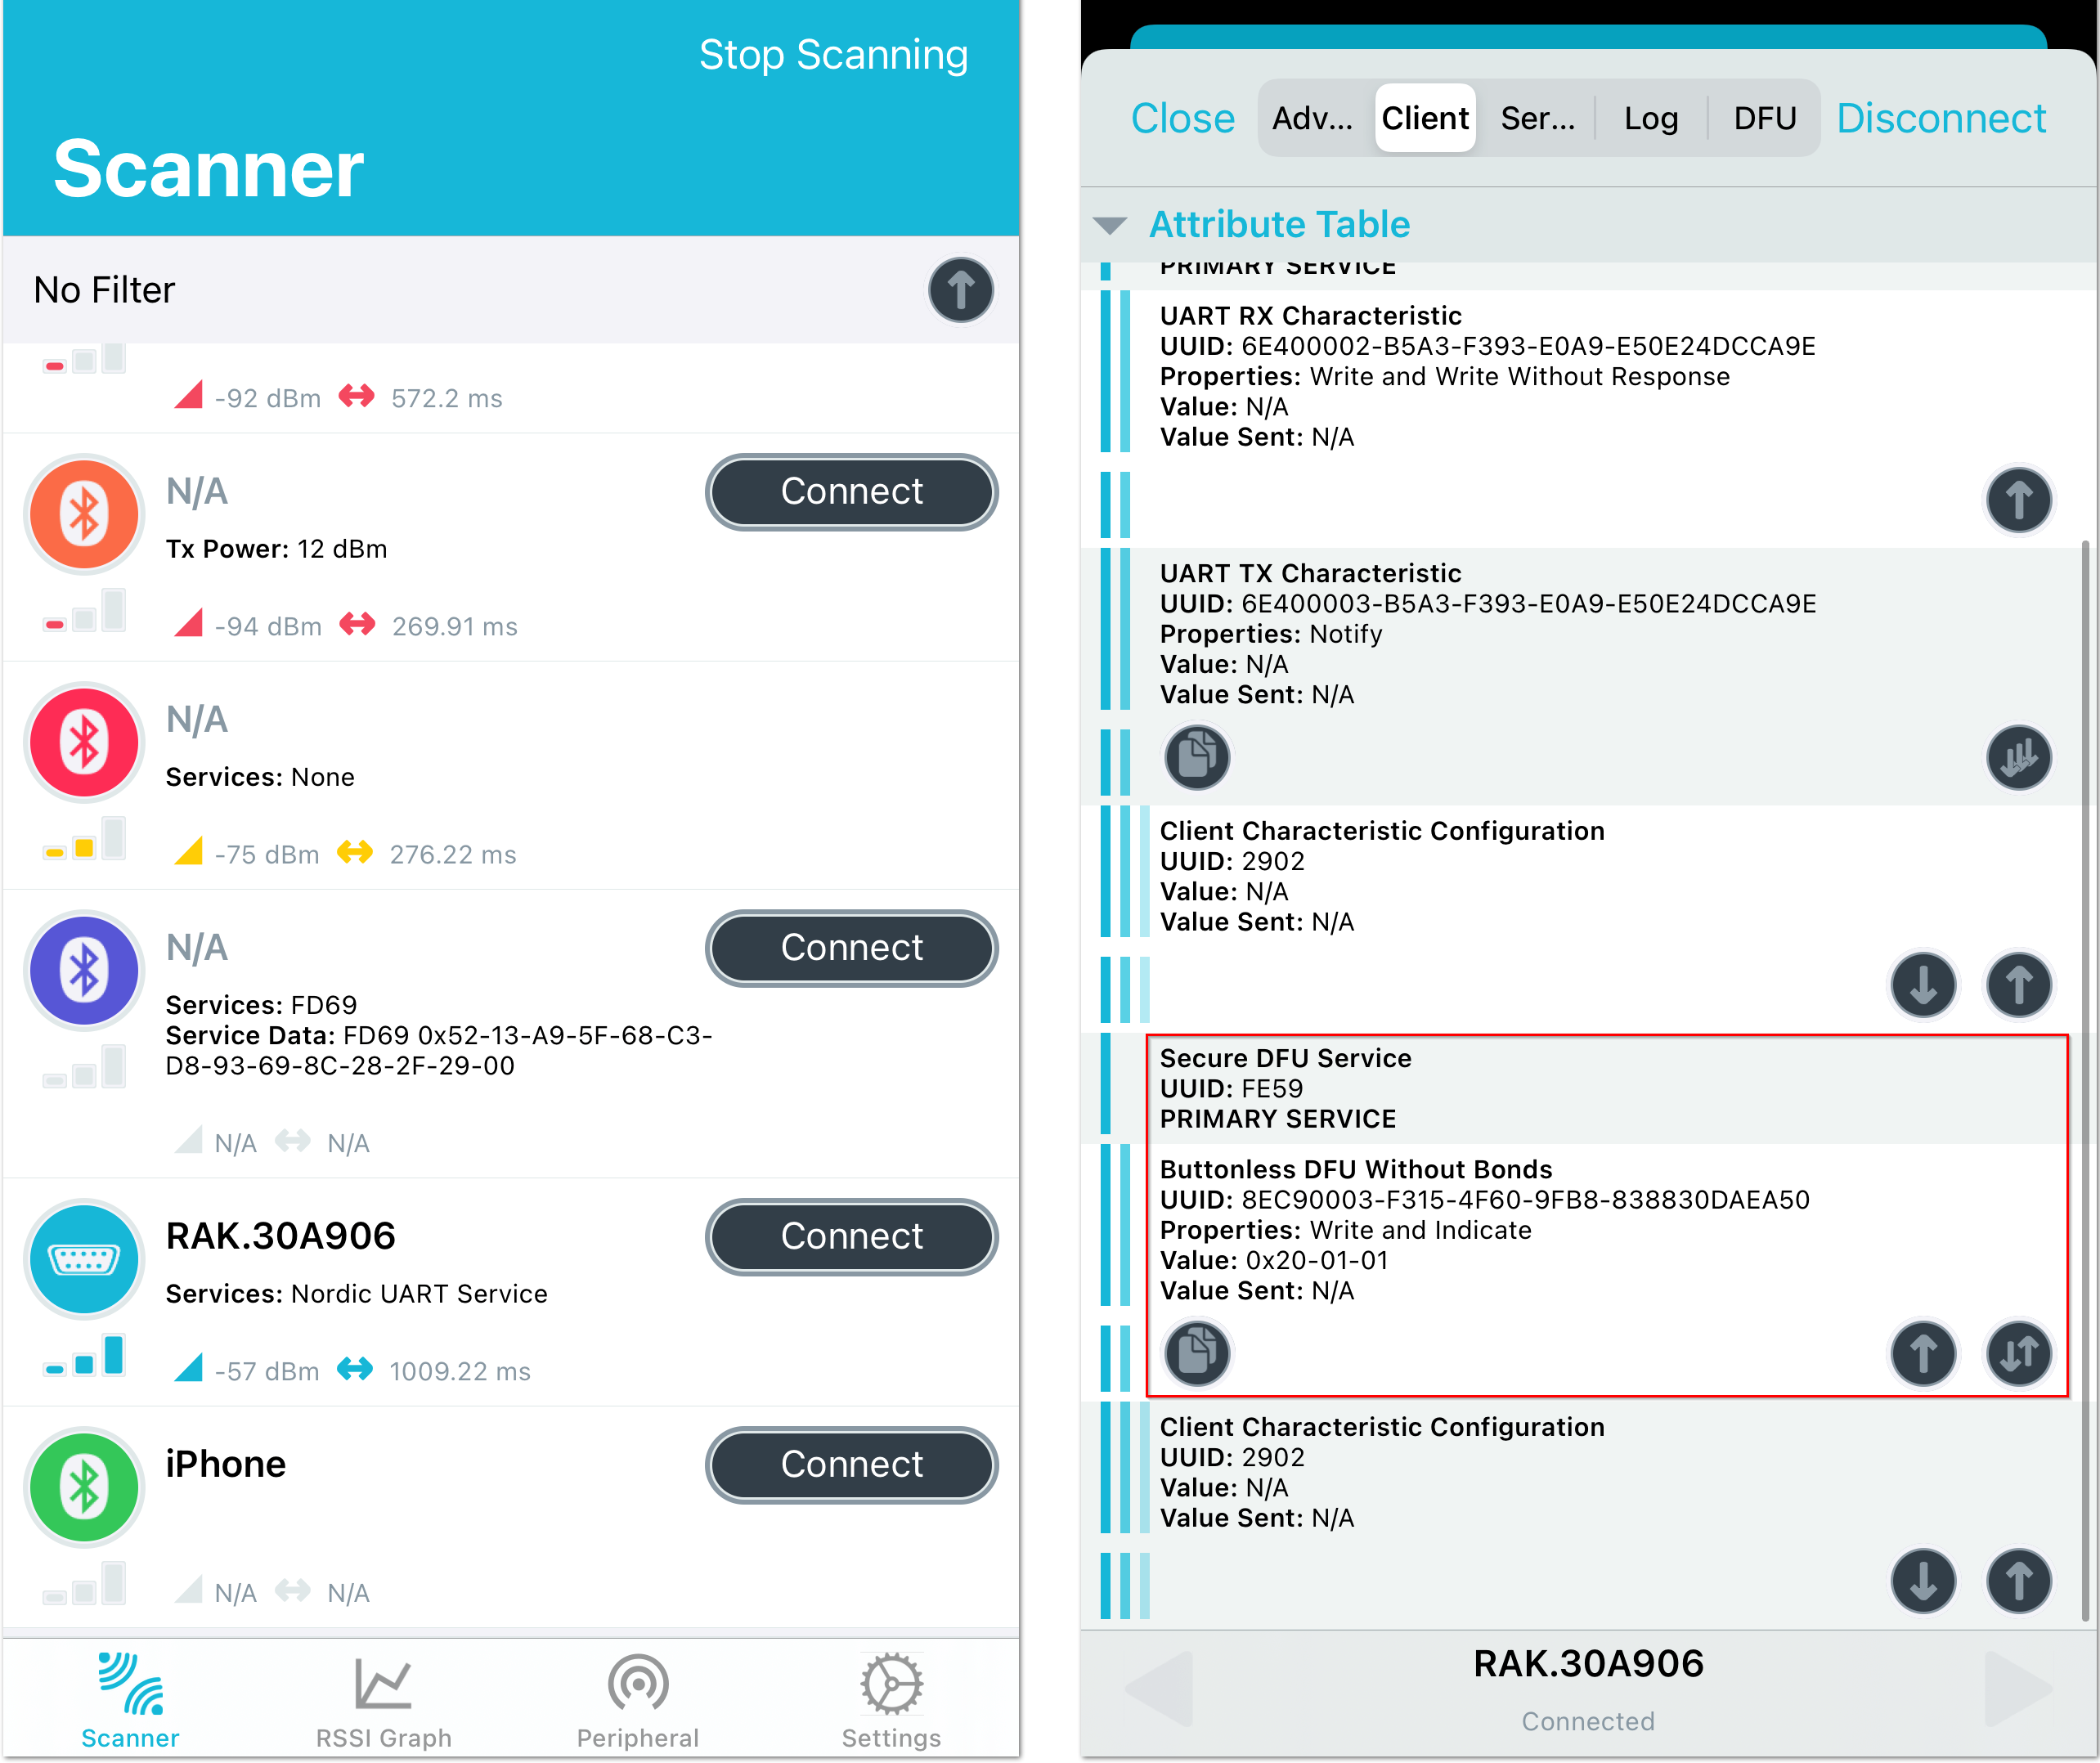 Stop Scanning
Scanner
No Filter
-92 dBm 572.2 ms
N/A
Connect
Tx Power: 12 dBm
-94 dBm 269.91 ms
N/A
Services: None
-75 dBm 276.22 ms
N/A
Connect
Services: FD69
Service Data: FD69 0x52-13-A9-5F-68-C3-
D8-93-69-8C-28-2F-29-00
N/A N/A
RAK.30A906
Connect
Services: Nordic UART Service
-57 dBm 1009.22 ms
iPhone
Connect
N/A N/A
Scanner RSSI Graph Peripheral Settings
Close Adv... Client Ser... Log DFU Disconnect
Attribute Table
PRIMARY SERVICE
UART RX Characteristic
UUID: 6E400002-B5A3-F393-E0A9-E50E24DCCA9E
Properties: Write and Write Without Response
Value: N/A
Value Sent: N/A
UART TX Characteristic
UUID: 6E400003-B5A3-F393-E0A9-E50E24DCCA9E
Properties: Notify
Value: N/A
Value Sent: N/A
Client Characteristic Configuration
UUID: 2902
Value: N/A
Value Sent: N/A
Secure DFU Service
UUID: FE59
PRIMARY SERVICE
Buttonless DFU Without Bonds
UUID: 8EC90003-F315-4F60-9FB8-838830DAEA50
Properties: Write and Indicate
Value: 0x20-01-01
Value Sent: N/A
Client Characteristic Configuration
UUID: 2902
Value: N/A
Value Sent: N/A
RAK.30A906
Connected